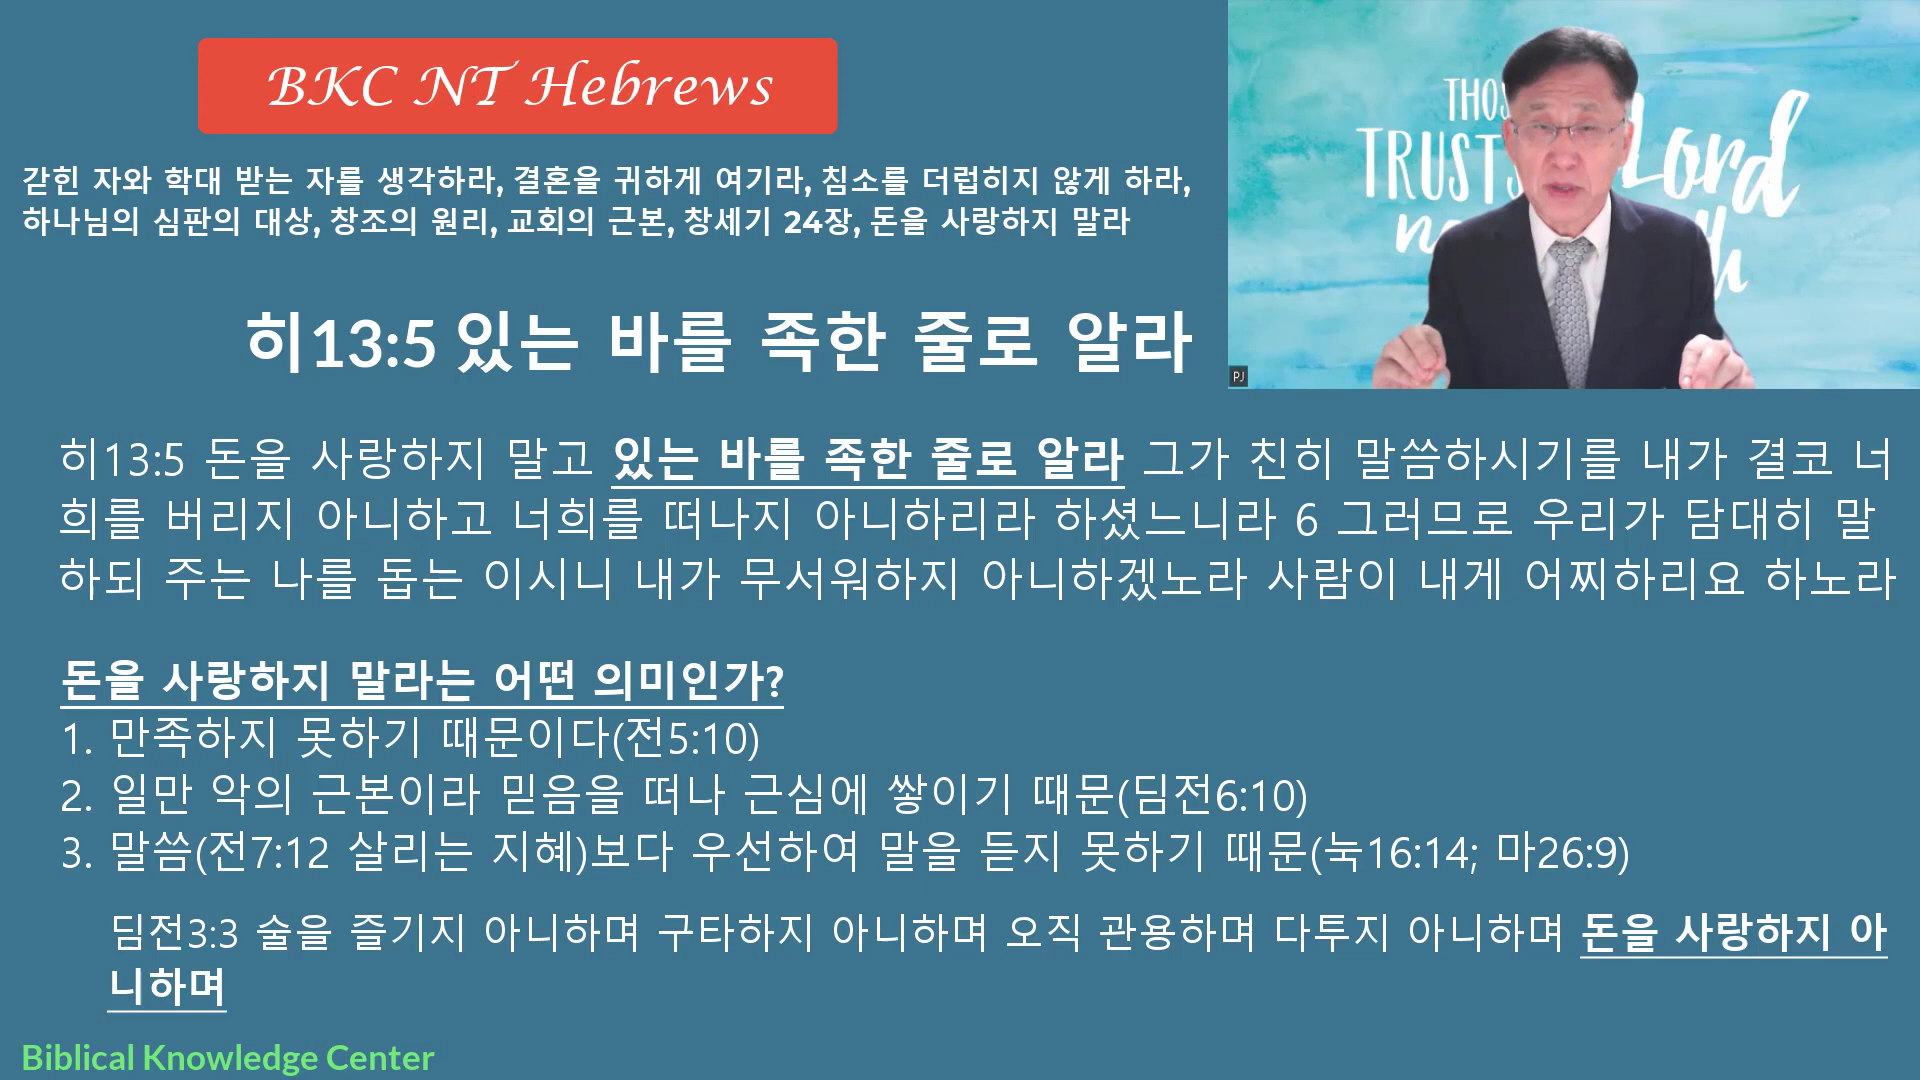 BKC NT Hebrews
갇힌 자와 학대 받는 자를 생각하라, 결혼을 귀하게 여기라, 침소를 더럽히지 않게 하라,
하나님의 심판의 대상, 창조의 원리, 교회의 근본, 창세기 24장, 돈을 사랑하지 말라
THOS
TRUSTS
Lord
PJ
히13:5 있는 바를 족한 줄로 알라
히13:5 돈을 사랑하지 말고 있는 바를 족한 줄로 알라 그가 친히 말씀하시기를 내가 결코 너
희를 버리지 아니하고 너희를 떠나지 아니하리라 하셨느니라 6 그러므로 우리가 담대히 말
하되 주는 나를 돕는 이시니 내가 무서워하지 아니하겠노라 사람이 내게 어찌하리요 하노라
돈을 사랑하지 말라는 어떤 의미인가?
1. 만족하지 못하기 때문이다(전5:10)
2. 일만 악의 근본이라 믿음을 떠나 근심에 쌓이기 때문(딤전6:10)
3. 말씀(전7:12 살리는 지혜)보다 우선하여 말을 듣지 못하기 때문(눅16:14; 마26:9)
딤전3:3 술을 즐기지 아니하며 구타하지 아니하며 오직 관용하며 다투지 아니하며 돈을 사랑하지 아
니하며
Biblical Knowledge Center